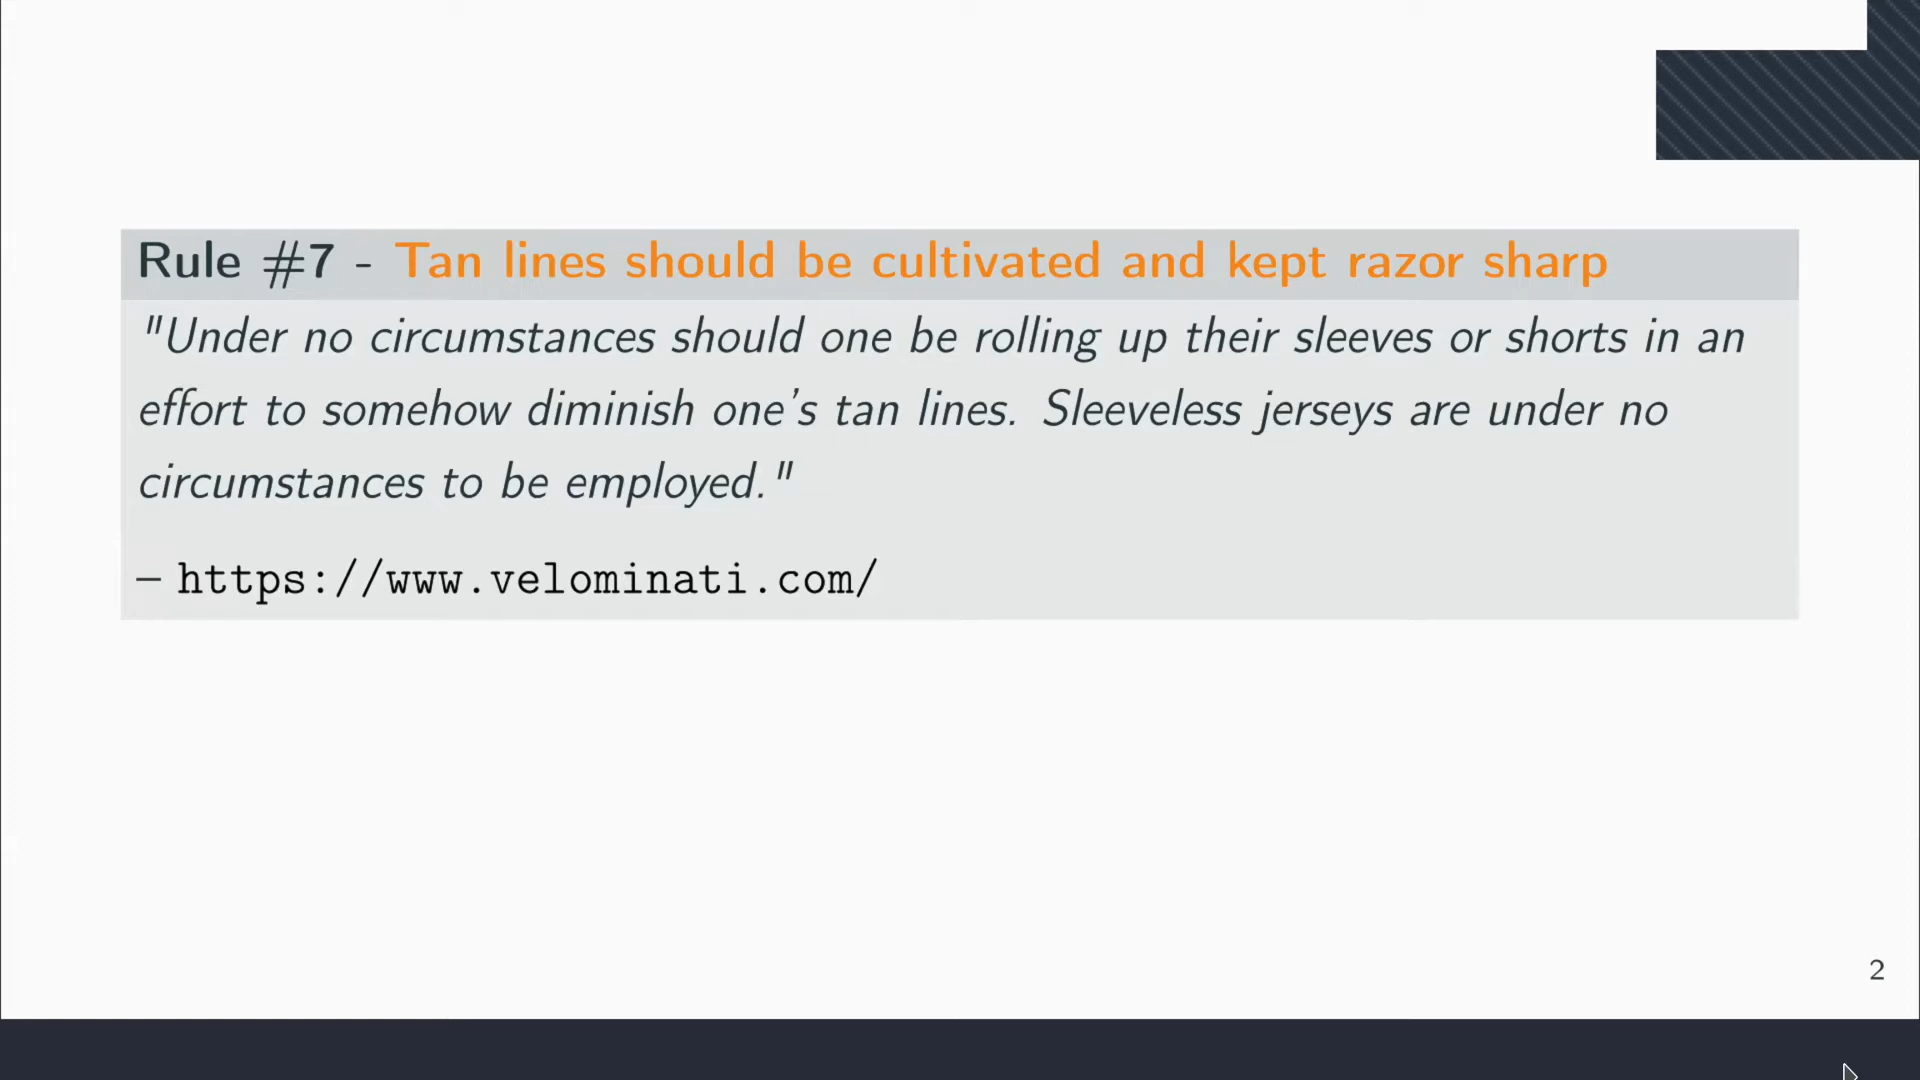 Rule #7 - Tan lines should be cultivated and kept razor sharp
"Under no circumstances should one be rolling up their sleeves or shorts in an
effort to somehow diminish one's tan lines. Sleeveless jerseys are under no
circumstances to be employed."
– https://www.velominati.com/
2